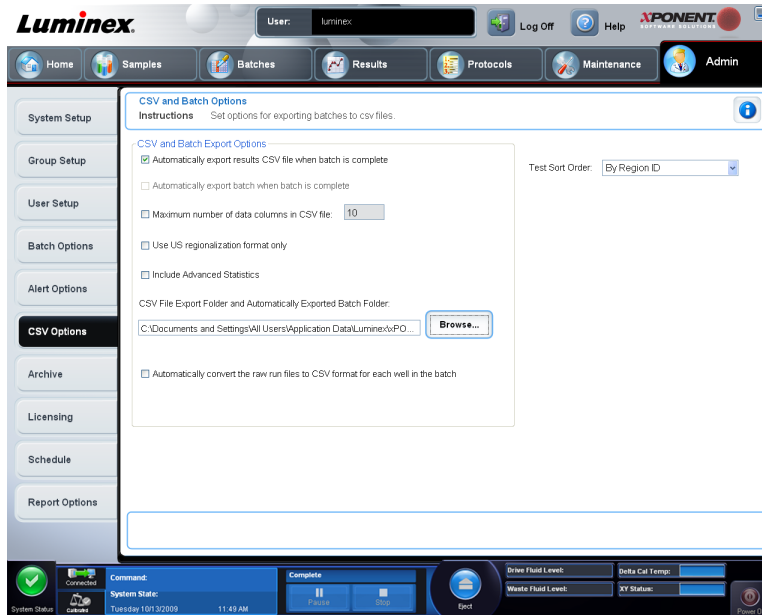 Luminex.
User: luminex
Log Off
Help
XPONENT.
SOFTWARE SOLUTIONS
Home
Samples
Batches
Results
Protocols
Maintenance
Admin
System Setup
Group Setup
User Setup
Batch Options
Alert Options
CSV Options
Archive
Licensing
Schedule
Report Options
CSV and Batch Options
Instructions Set options for exporting batches to csv files.
CSV and Batch Export Options
Automatically export results CSV file when batch is complete
Automatically export batch when batch is complete
Maximum number of data columns in CSV file: 10
Use US regionalization format only
Include Advanced Statistics
CSV File Export Folder and Automatically Exported Batch Folder:
C:\Documents and Settings\All Users\Application Data\Luminex\xPO...
Browse...
Automatically convert the raw run files to CSV format for each well in the batch
Test Sort Order: By Region ID
System Status
Connected
Calibrated
Command:
System State:
Tuesday 10/13/2009 11:49 AM
Complete
Pause
Stop
Eject
Drive Fluid Level:
Waste Fluid Level:
Delta Cal Temp:
XY Status:
Power O